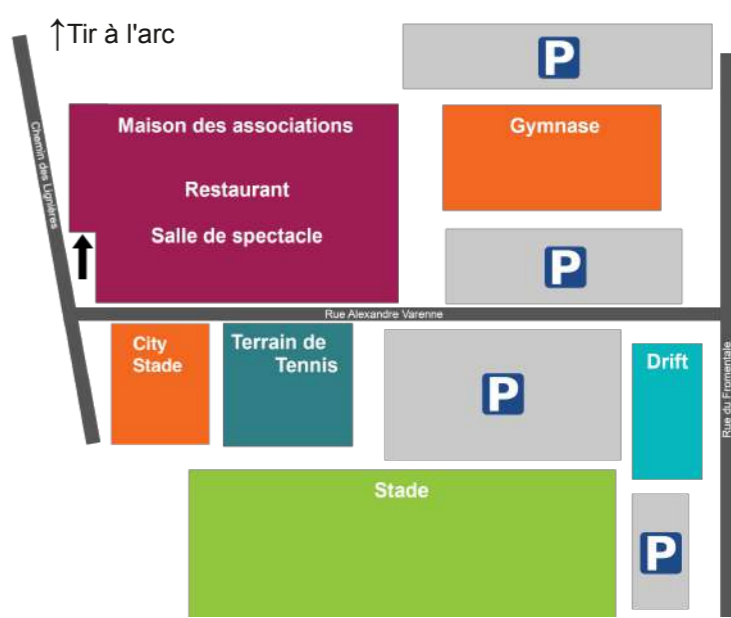 ↑Tir à l'arc
P
Chemin des Lignières
Maison des associations
Gymnase
Restaurant
Salle de spectacle
P
Rue Alexandre Varenne
City
Stade
Terrain de
Tennis
P
Drift
Rue du Fromentale
Stade
P